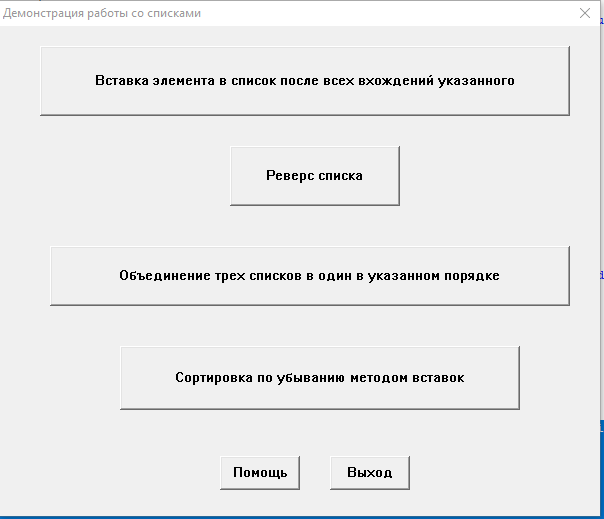 Демонстрация работы со списками
Вставка элемента в список после всех вхождений указанного
Реверс списка
Объединение трех списков в один в указанном порядке
Сортировка по убыванию методом вставок
Помощь
Выход